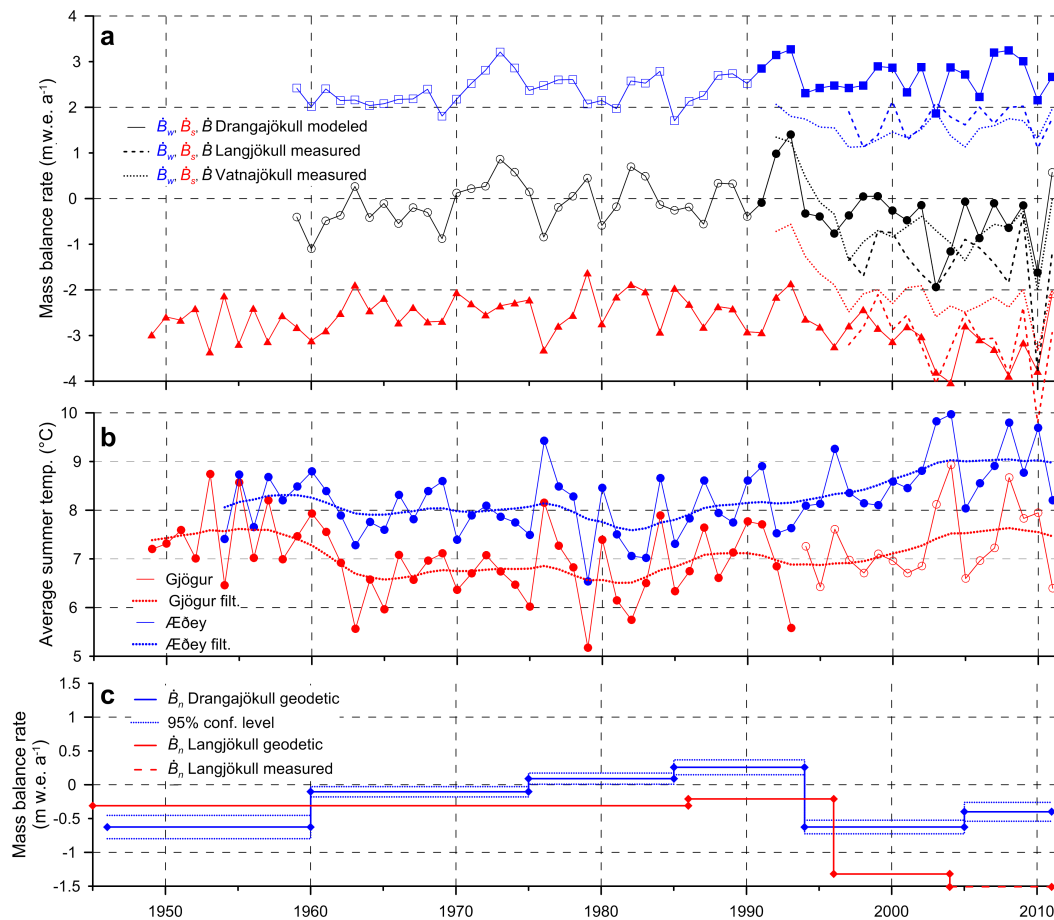 a
Mass balance rate (m w.e. a⁻¹)
4
3
2
1
0
-1
-2
-3
-4
Ḃw, Ḃs, Ḃ Drangajökull modeled
Ḃw, Ḃs, Ḃ Langjökull measured
Ḃw, Ḃs, Ḃ Vatnajökull measured
b
Average summer temp. (°C)
10
9
8
7
6
5
Gjögur
Gjögur filt.
Æðey
Æðey filt.
c
Mass balance rate
(m w.e. a⁻¹)
1.5
1
0.5
0
-0.5
-1
-1.5
Ḃn Drangajökull geodetic
95% conf. level
Ḃn Langjökull geodetic
Ḃn Langjökull measured
1950 1960 1970 1980 1990 2000 2010